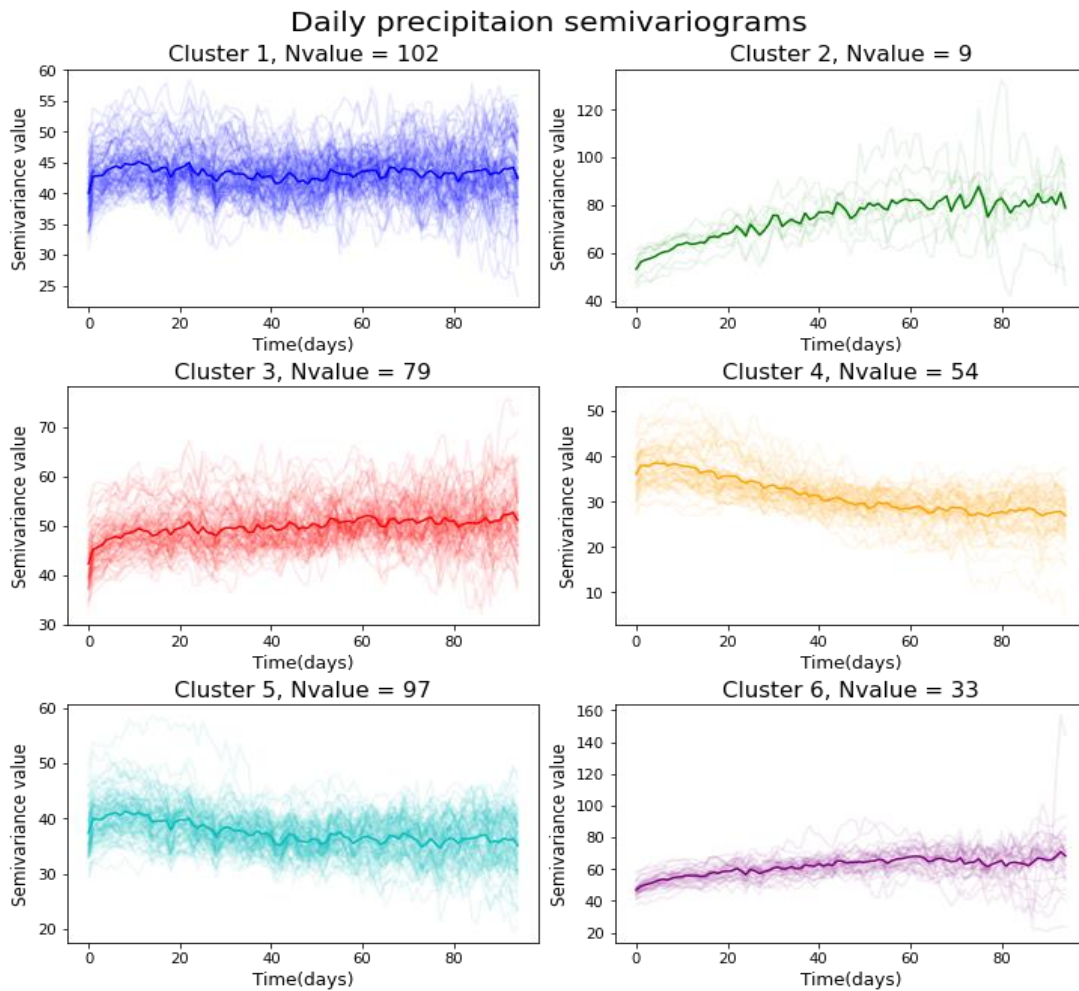 Daily precipitaion semivariograms
Cluster 1, Nvalue = 102
60
55
50
45
40
35
30
25
Semivariance value
0 20 40 60 80
Time(days)
Cluster 2, Nvalue = 9
120
100
80
60
40
Semivariance value
0 20 40 60 80
Time(days)
Cluster 3, Nvalue = 79
70
60
50
40
30
Semivariance value
0 20 40 60 80
Time(days)
Cluster 4, Nvalue = 54
50
40
30
20
10
Semivariance value
0 20 40 60 80
Time(days)
Cluster 5, Nvalue = 97
60
50
40
30
20
Semivariance value
0 20 40 60 80
Time(days)
Cluster 6, Nvalue = 33
160
140
120
100
80
60
40
20
Semivariance value
0 20 40 60 80
Time(days)